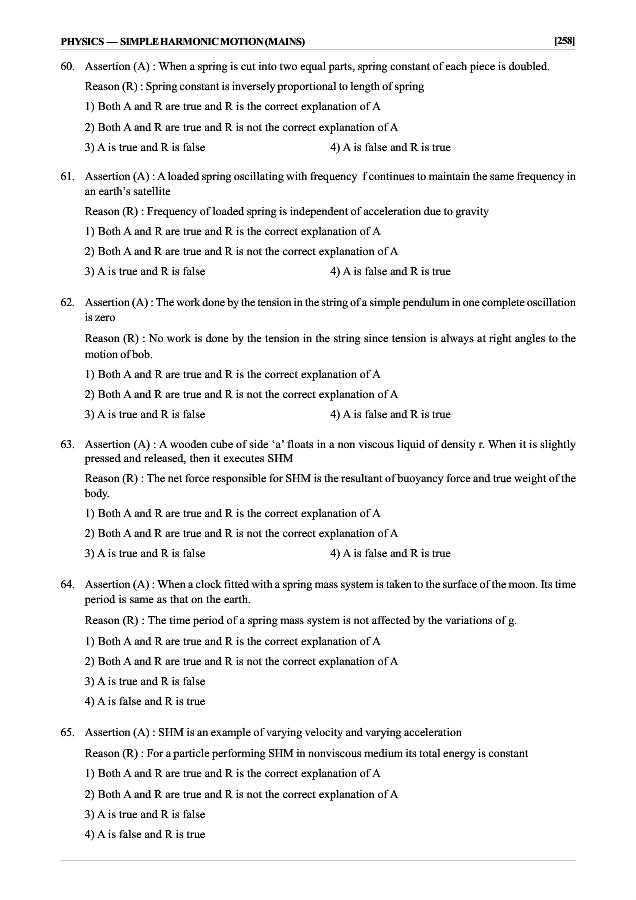 PHYSICS — SIMPLE HARMONIC MOTION (MAINS) [258]
60. Assertion (A) : When a spring is cut into two equal parts, spring constant of each piece is doubled.
Reason (R) : Spring constant is inversely proportional to length of spring
1) Both A and R are true and R is the correct explanation of A
2) Both A and R are true and R is not the correct explanation of A
3) A is true and R is false 4) A is false and R is true
61. Assertion (A) : A loaded spring oscillating with frequency f continues to maintain the same frequency in
an earth’s satellite
Reason (R) : Frequency of loaded spring is independent of acceleration due to gravity
1) Both A and R are true and R is the correct explanation of A
2) Both A and R are true and R is not the correct explanation of A
3) A is true and R is false 4) A is false and R is true
62. Assertion (A) : The work done by the tension in the string of a simple pendulum in one complete oscillation
is zero
Reason (R) : No work is done by the tension in the string since tension is always at right angles to the
motion of bob.
1) Both A and R are true and R is the correct explanation of A
2) Both A and R are true and R is not the correct explanation of A
3) A is true and R is false 4) A is false and R is true
63. Assertion (A) : A wooden cube of side ‘a’ floats in a non viscous liquid of density r. When it is slightly
pressed and released, then it executes SHM
Reason (R) : The net force responsible for SHM is the resultant of buoyancy force and true weight of the
body.
1) Both A and R are true and R is the correct explanation of A
2) Both A and R are true and R is not the correct explanation of A
3) A is true and R is false 4) A is false and R is true
64. Assertion (A) : When a clock fitted with a spring mass system is taken to the surface of the moon. Its time
period is same as that on the earth.
Reason (R) : The time period of a spring mass system is not affected by the variations of g.
1) Both A and R are true and R is the correct explanation of A
2) Both A and R are true and R is not the correct explanation of A
3) A is true and R is false
4) A is false and R is true
65. Assertion (A) : SHM is an example of varying velocity and varying acceleration
Reason (R) : For a particle performing SHM in nonviscous medium its total energy is constant
1) Both A and R are true and R is the correct explanation of A
2) Both A and R are true and R is not the correct explanation of A
3) A is true and R is false
4) A is false and R is true